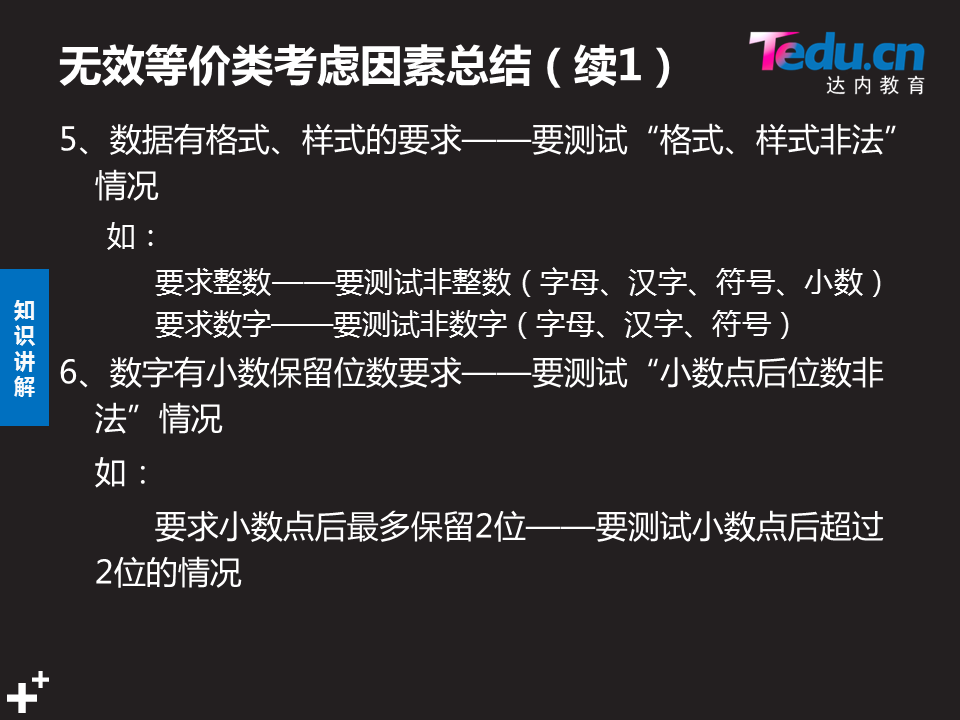 无效等价类考虑因素总结（续1）
Tedu.cn
达内教育
5、数据有格式、样式的要求——要测试“格式、样式非法”
情况
如：
要求整数——要测试非整数（字母、汉字、符号、小数）
要求数字——要测试非数字（字母、汉字、符号）
知
识
讲
解
6、数字有小数保留位数要求——要测试“小数点后位数非
法”情况
如：
要求小数点后最多保留2位——要测试小数点后超过
2位的情况